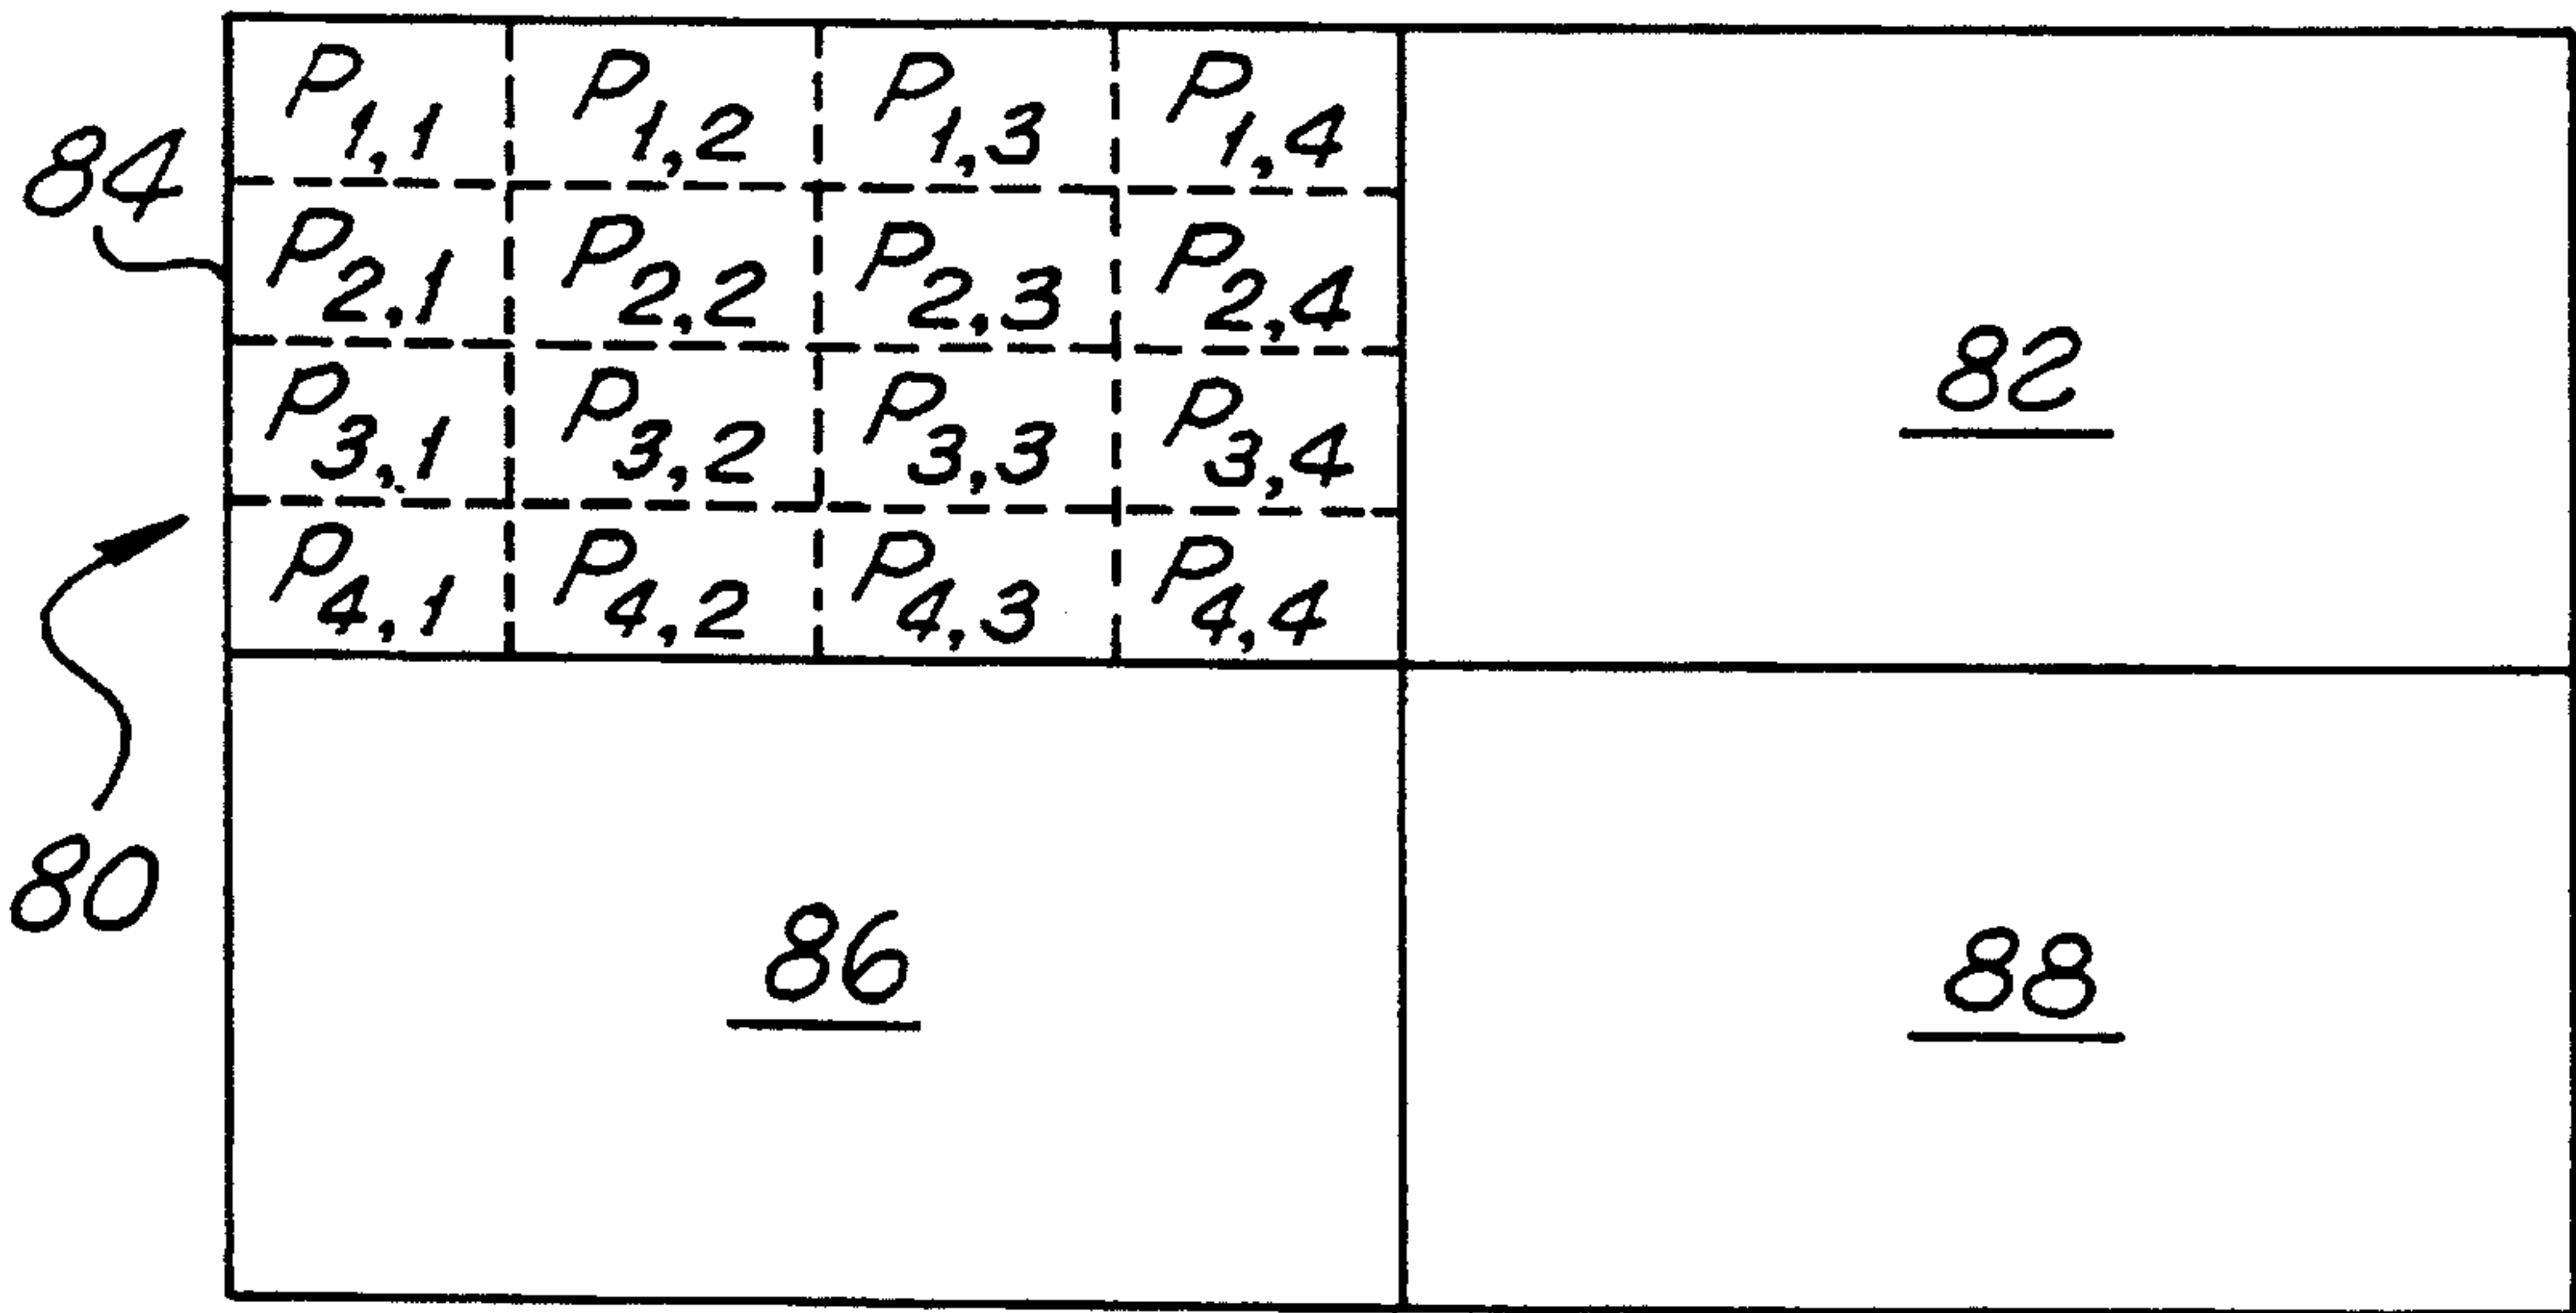 P1,1 P1,2 P1,3 P1,4
84
P2,1 P2,2 P2,3 P2,4
82
P3,1 P3,2 P3,3 P3,4
P4,1 P4,2 P4,3 P4,4
80
86
88